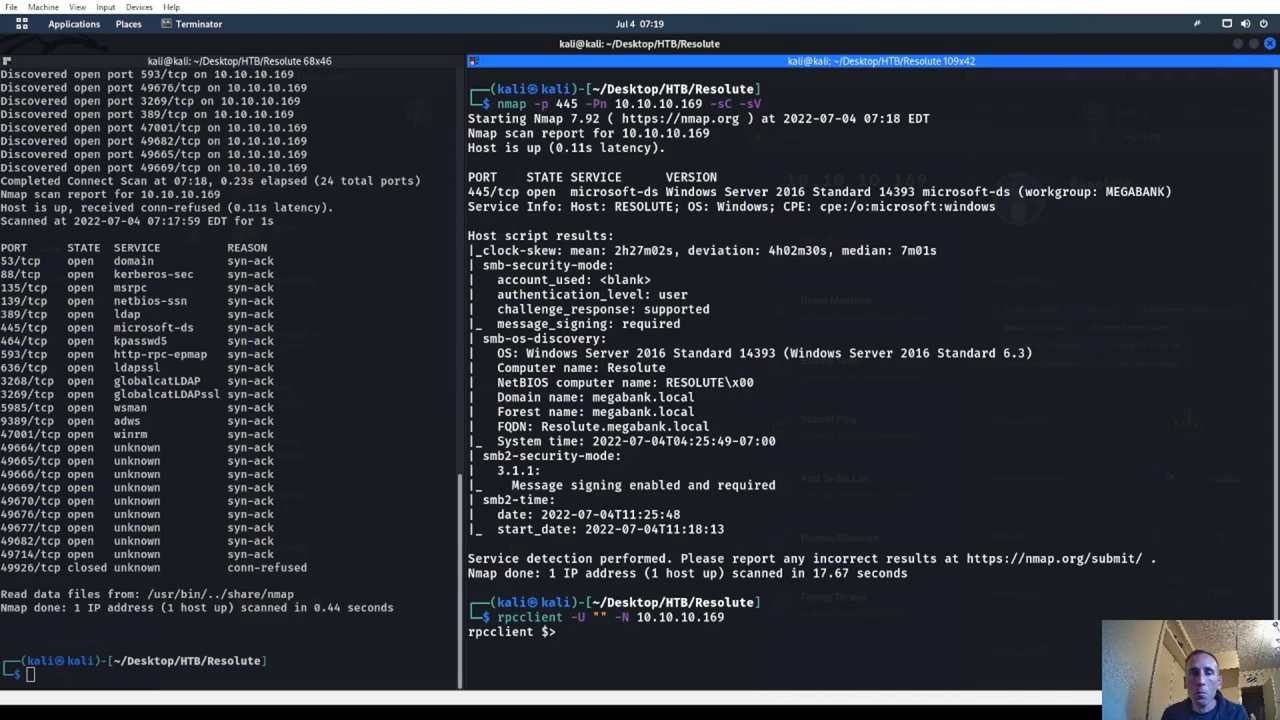 File Machine View Input Devices Help
Applications Places Terminator Jul 4 07:19
kali@kali: ~/Desktop/HTB/Resolute
kali@kali: ~/Desktop/HTB/Resolute 68x46
Discovered open port 593/tcp on 10.10.10.169
Discovered open port 49676/tcp on 10.10.10.169
Discovered open port 3269/tcp on 10.10.10.169
Discovered open port 389/tcp on 10.10.10.169
Discovered open port 47001/tcp on 10.10.10.169
Discovered open port 49682/tcp on 10.10.10.169
Discovered open port 49665/tcp on 10.10.10.169
Discovered open port 49669/tcp on 10.10.10.169
Completed Connect Scan at 07:18, 0.23s elapsed (24 total ports)
Nmap scan report for 10.10.10.169
Host is up, received conn-refused (0.11s latency).
Scanned at 2022-07-04 07:17:59 EDT for 1s
PORT STATE SERVICE REASON
53/tcp open domain syn-ack
88/tcp open kerberos-sec syn-ack
135/tcp open msrpc syn-ack
139/tcp open netbios-ssn syn-ack
389/tcp open ldap syn-ack
445/tcp open microsoft-ds syn-ack
464/tcp open kpasswd5 syn-ack
593/tcp open http-rpc-epmap syn-ack
636/tcp open ldapssl syn-ack
3268/tcp open globalcatLDAP syn-ack
3269/tcp open globalcatLDAPssl syn-ack
5985/tcp open wsman syn-ack
9389/tcp open adws syn-ack
47001/tcp open winrm syn-ack
49664/tcp open unknown syn-ack
49665/tcp open unknown syn-ack
49666/tcp open unknown syn-ack
49669/tcp open unknown syn-ack
49670/tcp open unknown syn-ack
49676/tcp open unknown syn-ack
49677/tcp open unknown syn-ack
49682/tcp open unknown syn-ack
49714/tcp open unknown syn-ack
49926/tcp closed unknown conn-refused
Read data files from: /usr/bin/../share/nmap
Nmap done: 1 IP address (1 host up) scanned in 0.44 seconds
┌──(kali㉿kali)-[~/Desktop/HTB/Resolute]
└─$
kali@kali: ~/Desktop/HTB/Resolute 109x42
┌──(kali㉿kali)-[~/Desktop/HTB/Resolute]
└─$ nmap -p 445 -Pn 10.10.10.169 -sC -sV
Starting Nmap 7.92 ( https://nmap.org ) at 2022-07-04 07:18 EDT
Nmap scan report for 10.10.10.169
Host is up (0.11s latency).
PORT STATE SERVICE VERSION
445/tcp open microsoft-ds Windows Server 2016 Standard 14393 microsoft-ds (workgroup: MEGABANK)
Service Info: Host: RESOLUTE; OS: Windows; CPE: cpe:/o:microsoft:windows
Host script results:
|_clock-skew: mean: 2h27m02s, deviation: 4h02m30s, median: 7m01s
| smb-security-mode:
|   account_used: <blank>
|   authentication_level: user
|   challenge_response: supported
|_  message_signing: required
| smb-os-discovery:
|   OS: Windows Server 2016 Standard 14393 (Windows Server 2016 Standard 6.3)
|   Computer name: Resolute
|   NetBIOS computer name: RESOLUTE\x00
|   Domain name: megabank.local
|   Forest name: megabank.local
|   FQDN: Resolute.megabank.local
|_  System time: 2022-07-04T04:25:49-07:00
| smb2-security-mode:
|   3.1.1:
|_    Message signing enabled and required
| smb2-time:
|   date: 2022-07-04T11:25:48
|_  start_date: 2022-07-04T11:18:13
Service detection performed. Please report any incorrect results at https://nmap.org/submit/ .
Nmap done: 1 IP address (1 host up) scanned in 17.67 seconds
┌──(kali㉿kali)-[~/Desktop/HTB/Resolute]
└─$ rpcclient -U "" -N 10.10.10.169
rpcclient $>